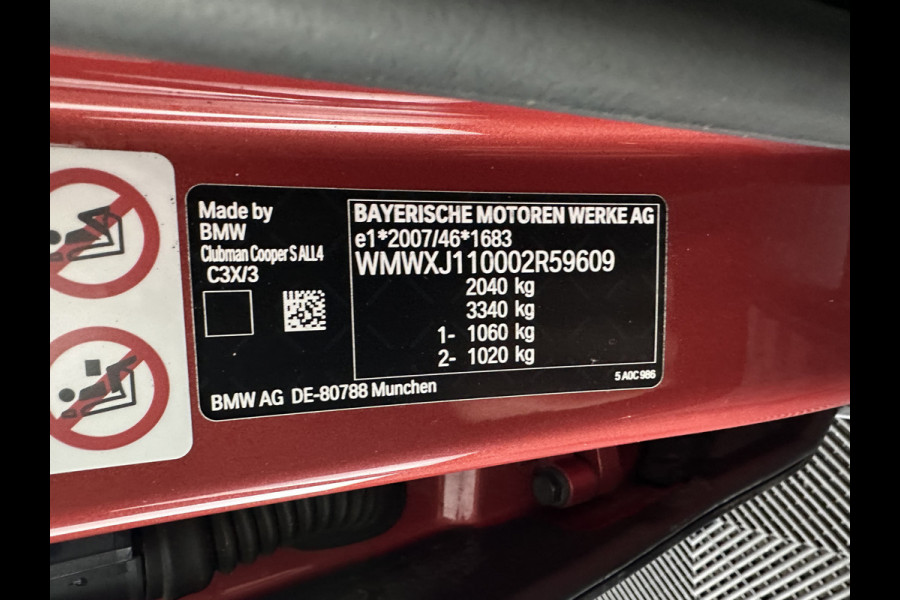 Made by
BMW
Clubman Cooper S ALL4
C3X/3
BAYERISCHE MOTOREN WERKE AG
e1*2007/46*1683
WMWXJ110002R59609
2040 kg
3340 kg
1- 1060 kg
2- 1020 kg
5 A0C 986
BMW AG DE-80788 Munchen